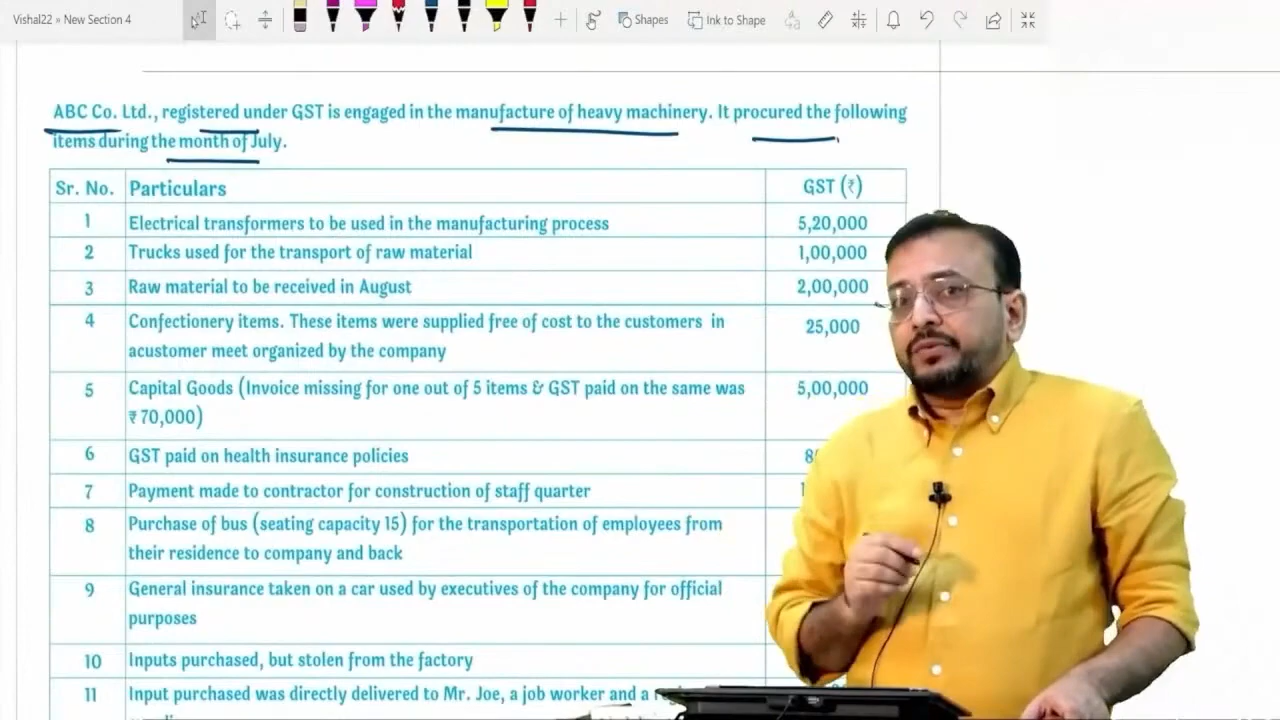 Vishal22 » New Section 4
Shapes
Ink to Shape
ABC Co. Ltd., registered under GST is engaged in the manufacture of heavy machinery. It procured the following
items during the month of July.
Sr. No. Particulars GST (₹)
1 Electrical transformers to be used in the manufacturing process 5,20,000
2 Trucks used for the transport of raw material 1,00,000
3 Raw material to be received in August 2,00,000
4 Confectionery items. These items were supplied free of cost to the customers in 25,000
acustomer meet organized by the company
5 Capital Goods (Invoice missing for one out of 5 items & GST paid on the same was 5,00,000
₹ 70,000)
6 GST paid on health insurance policies
7 Payment made to contractor for construction of staff quarter
8 Purchase of bus (seating capacity 15) for the transportation of employees from
their residence to company and back
9 General insurance taken on a car used by executives of the company for official
purposes
10 Inputs purchased, but stolen from the factory
11 Input purchased was directly delivered to Mr. Joe, a job worker and a